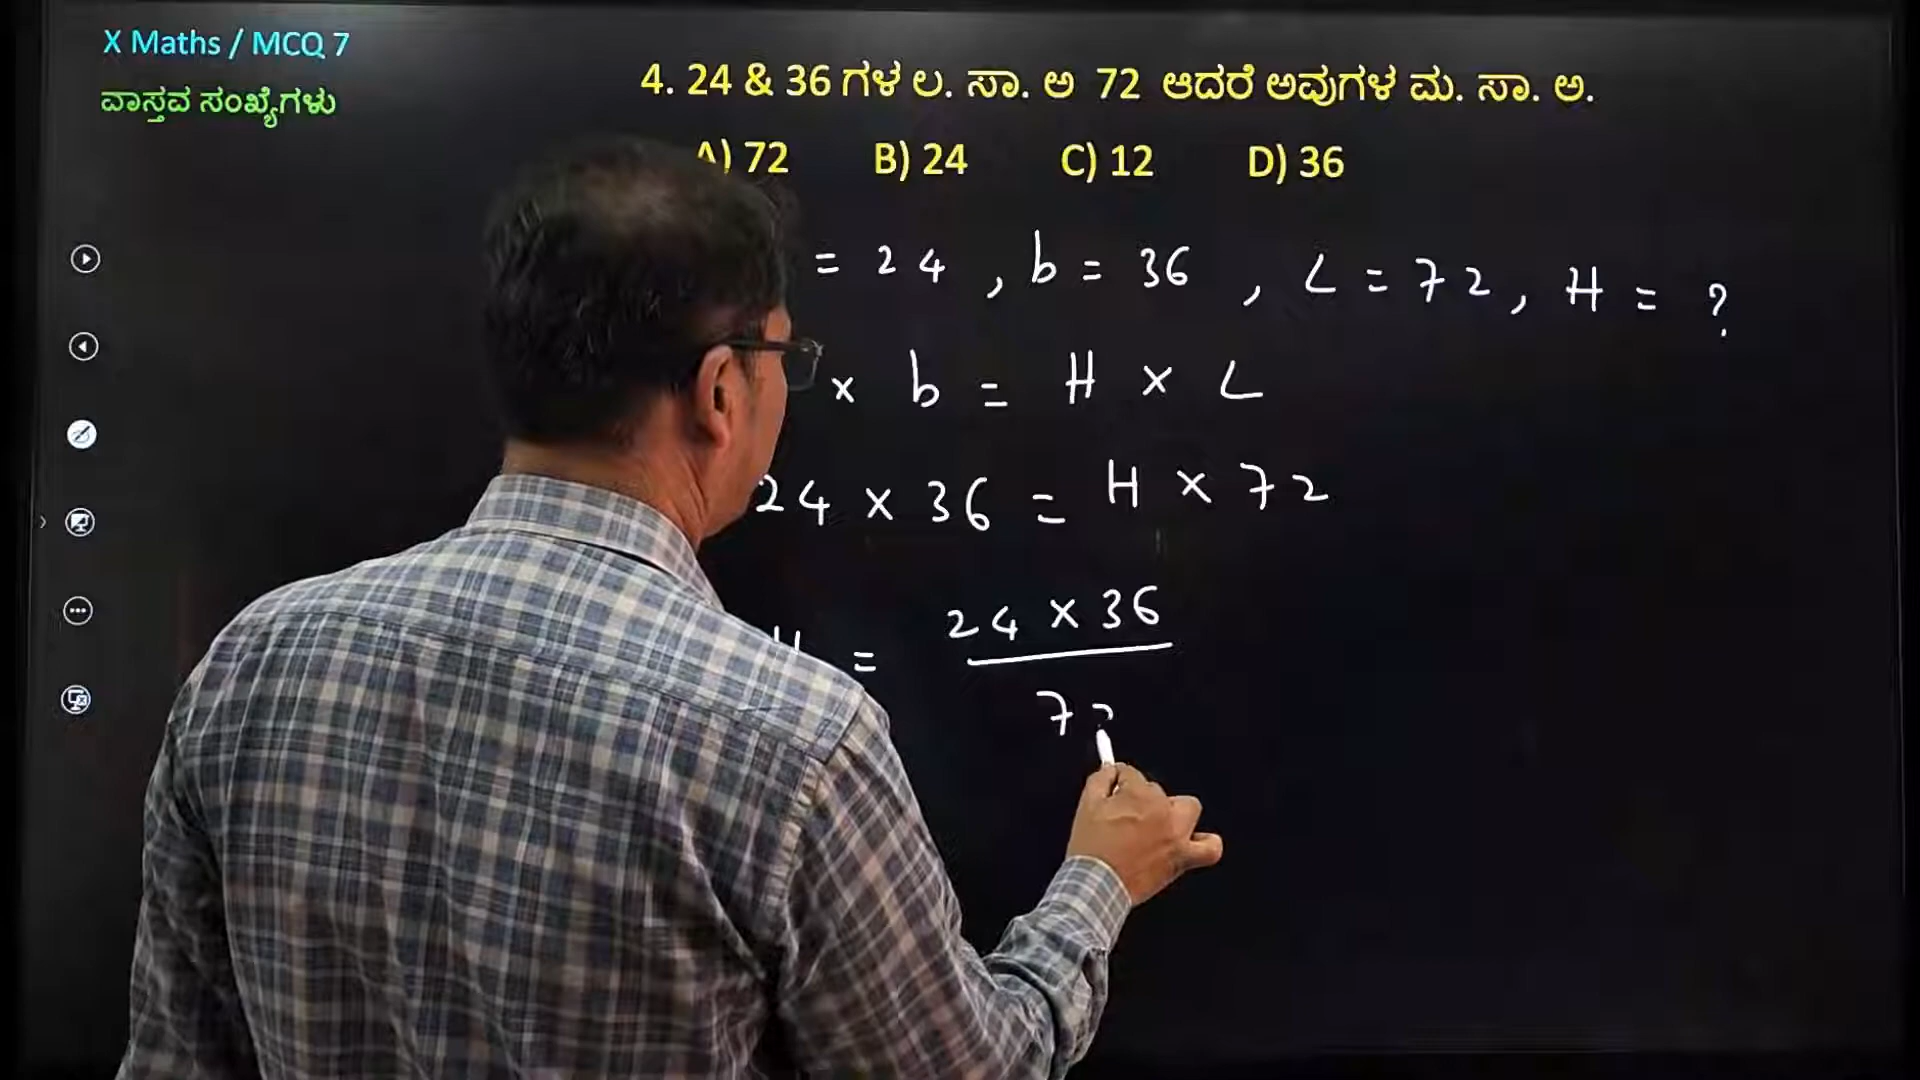 X Maths / MCQ 7
ವಾಸ್ತವ ಸಂಖ್ಯೆಗಳು
4. 24 & 36 ಗಳ ಲ. ಸಾ. ಅ 72 ಆದರೆ ಅವುಗಳ ಮ. ಸಾ. ಅ.
A) 72 B) 24 C) 12 D) 36
= 24 , b = 36 , L = 72 , H = ?
× b = H × L
24 × 36 = H × 72
H = 24 × 36
72